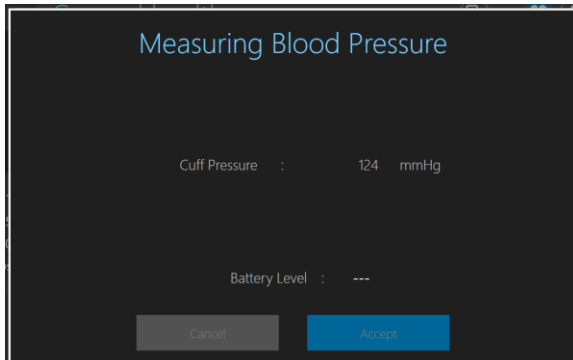 Measuring Blood Pressure
Cuff Pressure : 124 mmHg
Battery Level : ---
Cancel Accept